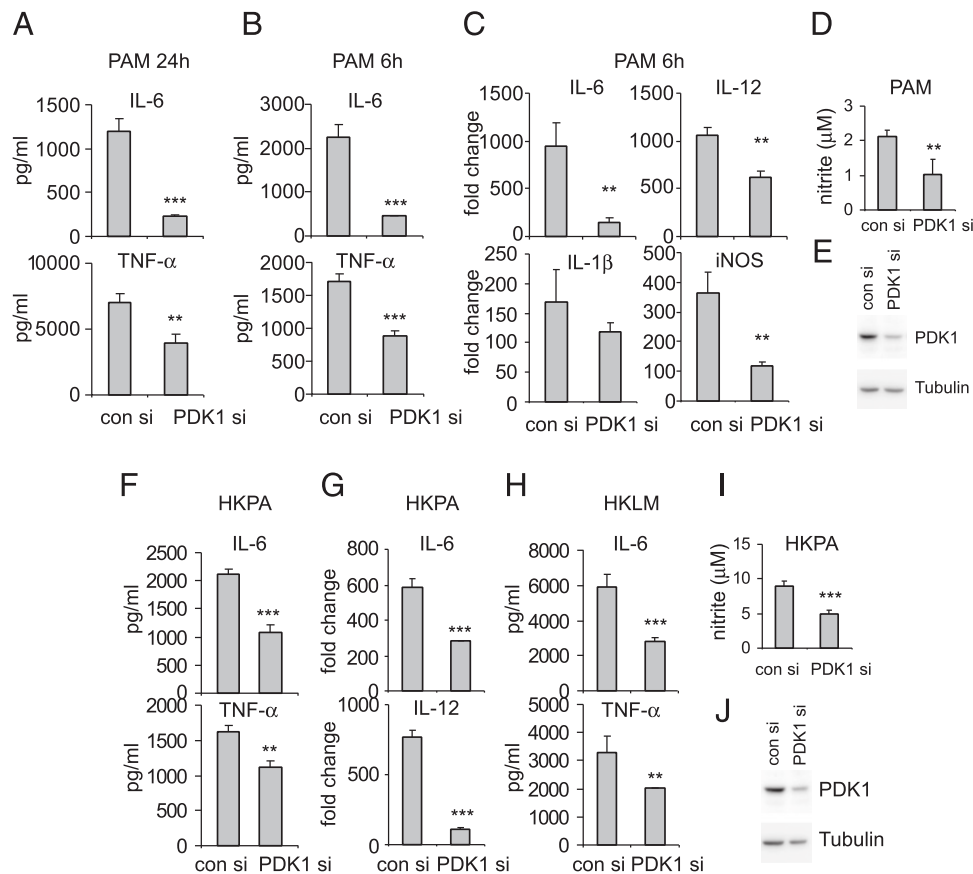 A
B
C
D
PAM 24h
PAM 6h
PAM 6h
PAM
IL-6
pg/ml
1500
1000
500
0
***
TNF-α
pg/ml
10000
5000
0
**
con si PDK1 si
IL-6
pg/ml
3000
2000
1000
0
***
TNF-α
pg/ml
2000
1500
1000
500
0
***
con si PDK1 si
IL-6
fold change
1500
1000
500
0
**
IL-12
1500
1000
500
0
**
IL-1β
fold change
250
200
150
100
50
0
con si PDK1 si
iNOS
500
400
300
200
100
0
**
con si PDK1 si
nitrite (μM)
3
2
1
0
**
con si PDK1 si
E
con si
PDK1 si
PDK1
Tubulin
F
G
H
I
HKPA
HKPA
HKLM
HKPA
IL-6
pg/ml
2500
2000
1500
1000
500
0
***
TNF-α
pg/ml
2000
1500
1000
500
0
**
con si PDK1 si
IL-6
fold change
800
600
400
200
0
***
IL-12
fold change
1000
500
0
***
con si PDK1 si
IL-6
pg/ml
8000
6000
4000
2000
0
***
TNF-α
pg/ml
5000
4000
3000
2000
1000
0
**
con si PDK1 si
nitrite (μM)
15
10
5
0
***
con si PDK1 si
J
con si
PDK1 si
PDK1
Tubulin